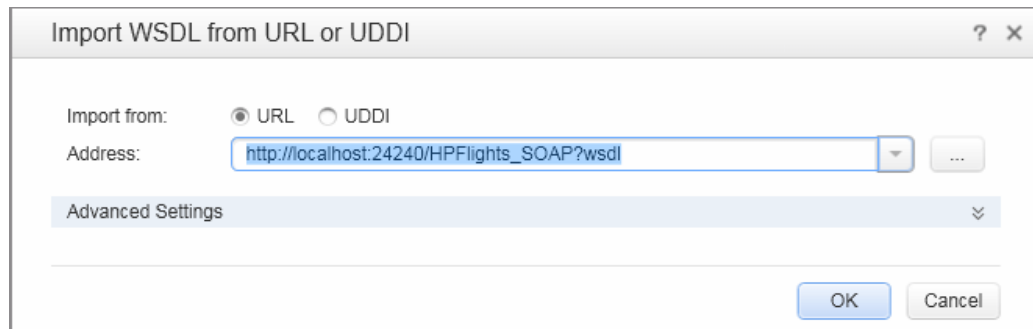 Import WSDL from URL or UDDI ? ×
Import from: URL UDDI
Address: http://localhost:24240/HPFlights_SOAP?wsdl ...
Advanced Settings
OK Cancel